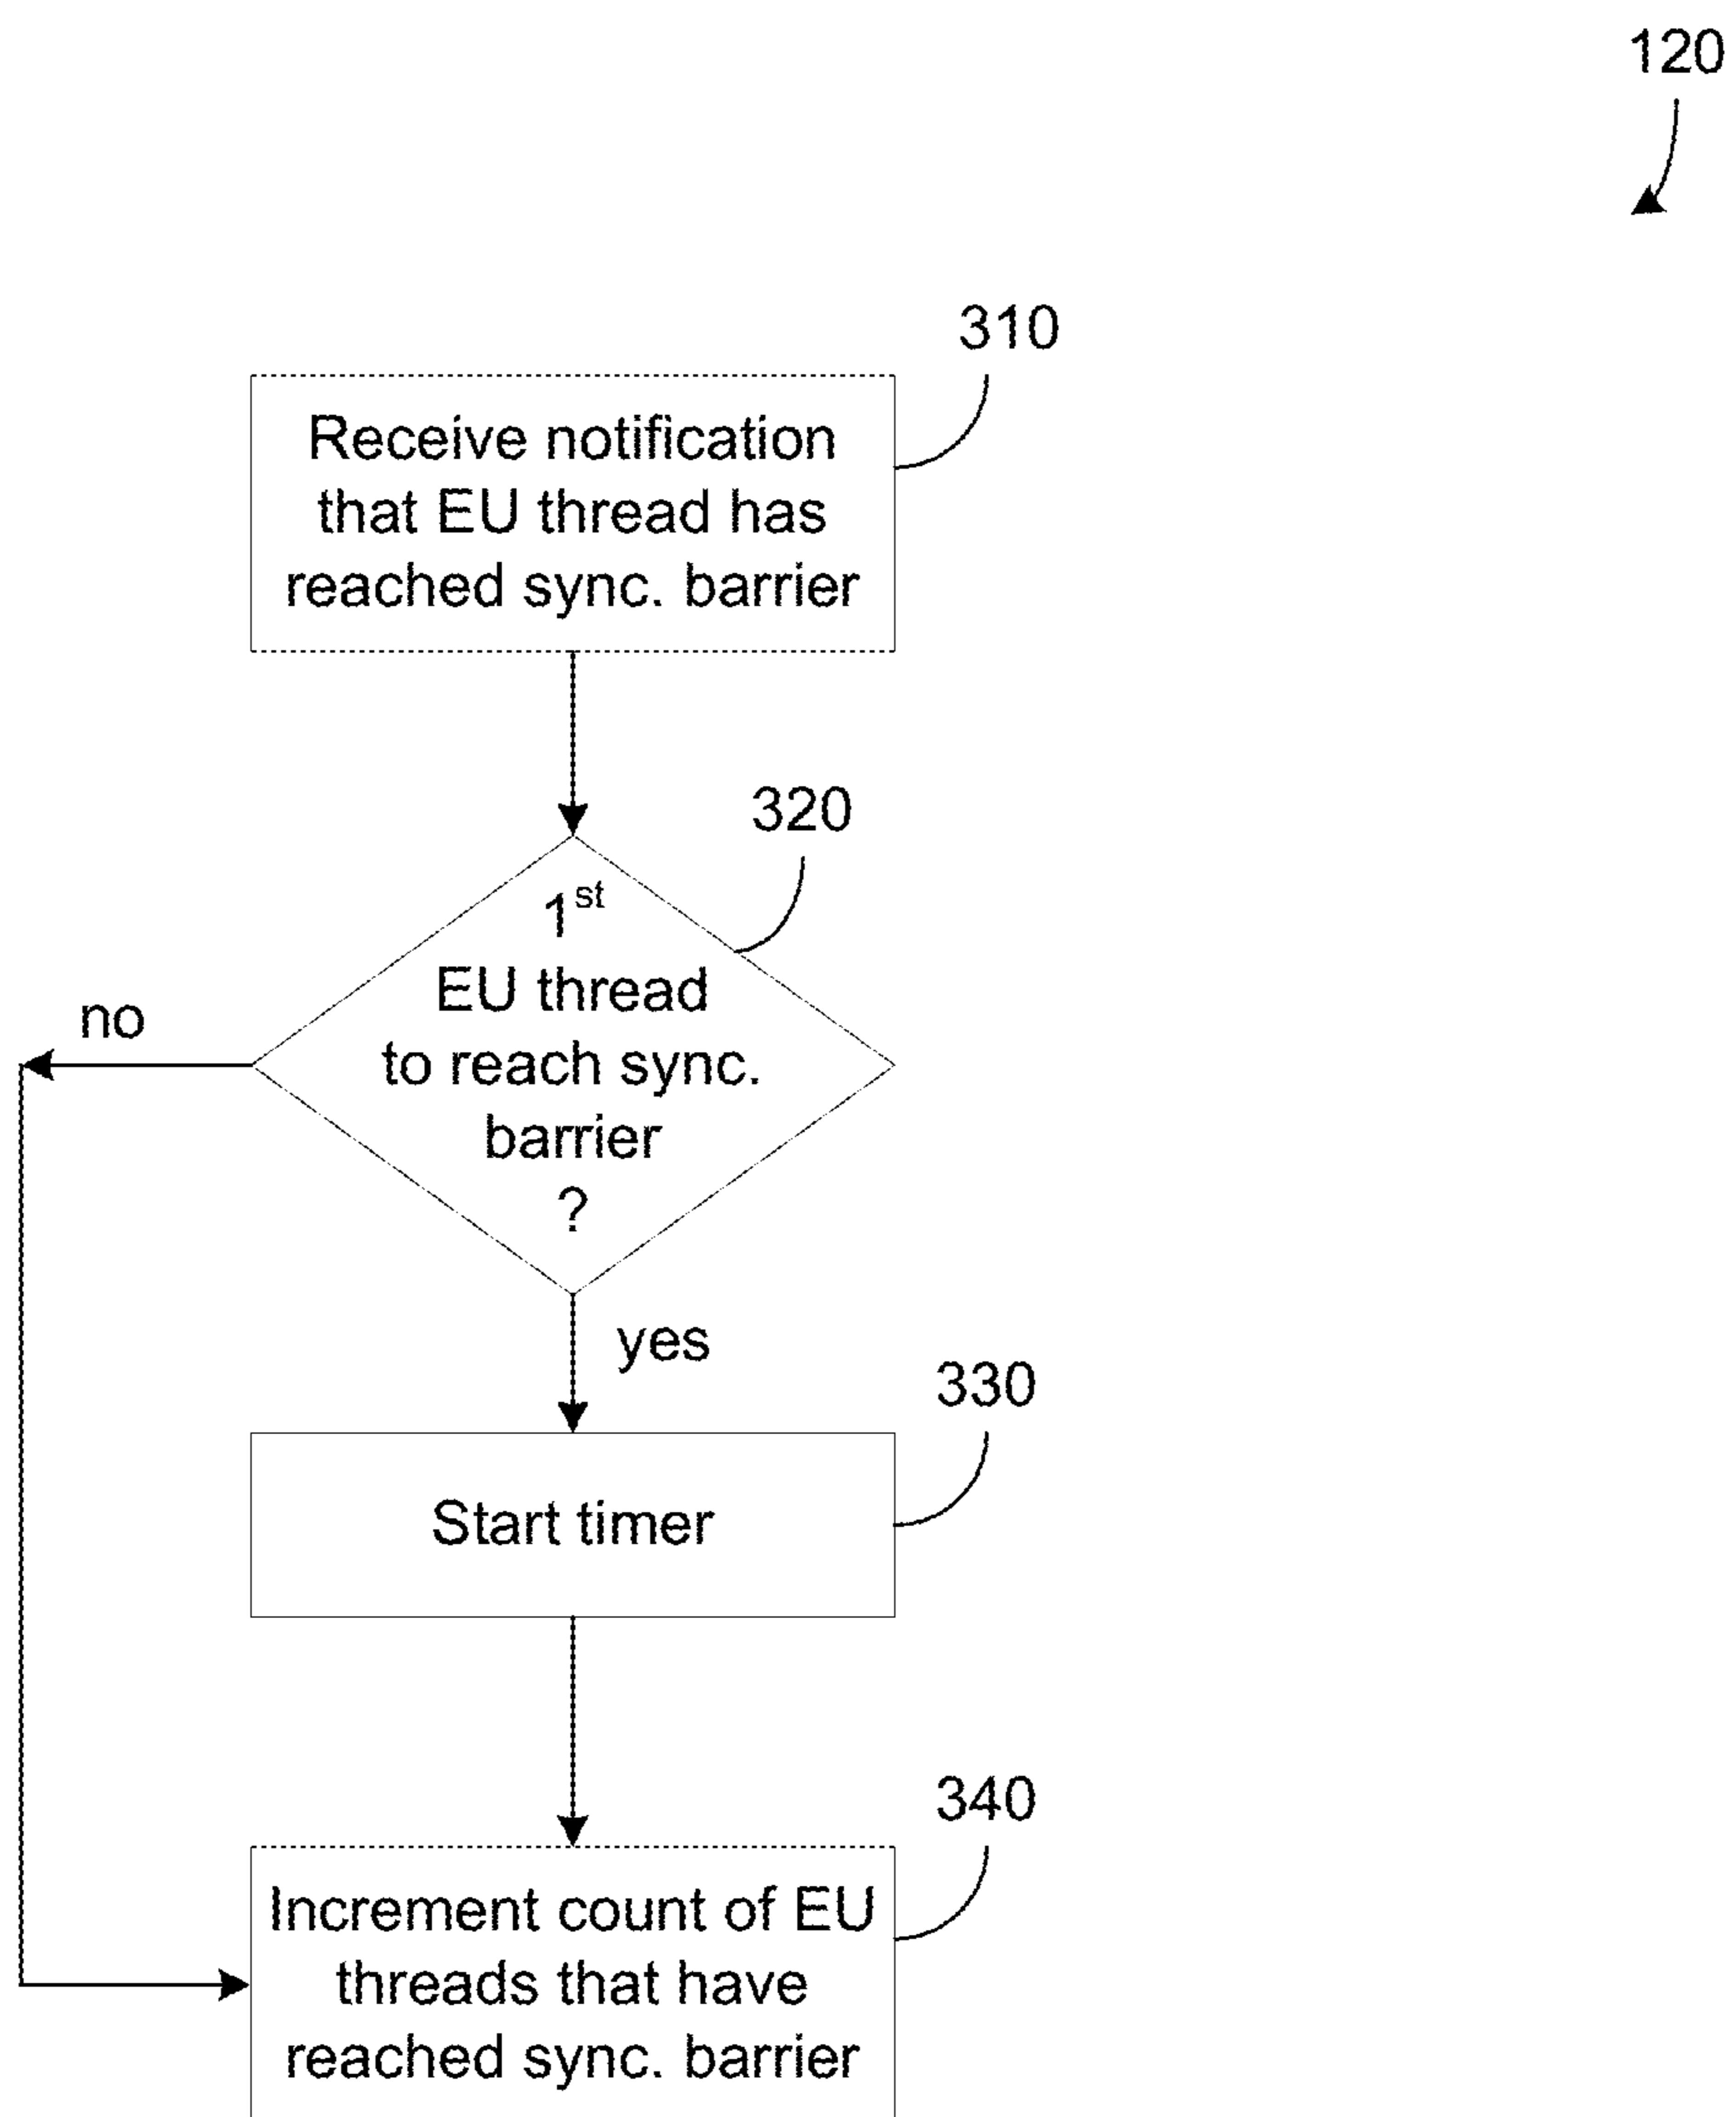 120
310
Receive notification
that EU thread has
reached sync. barrier
320
1st
EU thread
to reach sync.
barrier
?
no
yes
330
Start timer
340
Increment count of EU
threads that have
reached sync. barrier